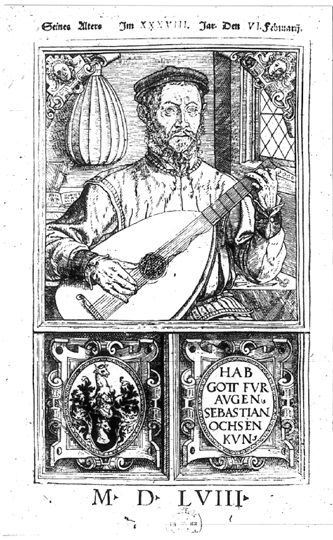 Seines Alters Im XXXVIII. Jar. Den VI. Februarij.
HAB
GOTT FVR
AVGEN.
SEBASTIAN
OCHSEN
KVN.
M. D. LVIII.